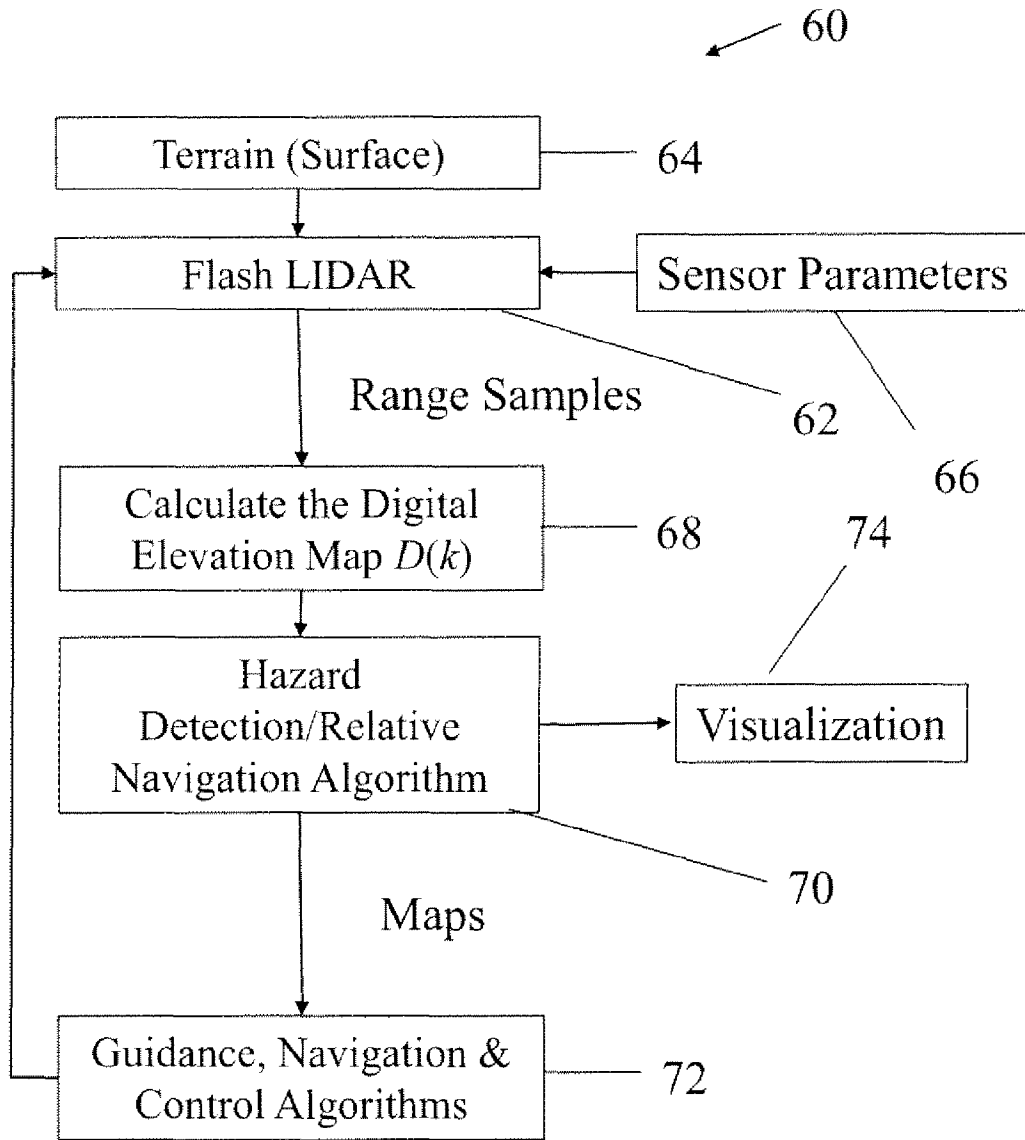 60
Terrain (Surface)
64
Flash LIDAR
Sensor Parameters
Range Samples
62
66
Calculate the Digital
Elevation Map D(k)
68
74
Hazard
Detection/Relative
Navigation Algorithm
Visualization
70
Maps
Guidance, Navigation &
Control Algorithms
72